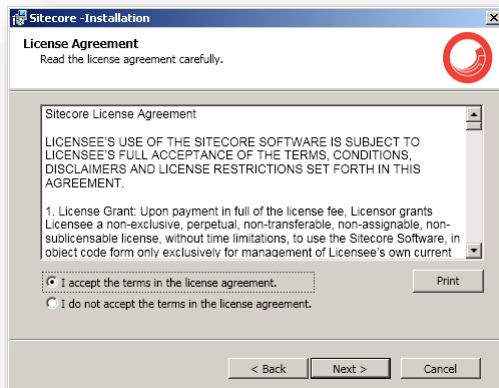 Sitecore -Installation
License Agreement
Read the license agreement carefully.
Sitecore License Agreement
LICENSEE'S USE OF THE SITECORE SOFTWARE IS SUBJECT TO
LICENSEE'S FULL ACCEPTANCE OF THE TERMS, CONDITIONS,
DISCLAIMERS AND LICENSE RESTRICTIONS SET FORTH IN THIS
AGREEMENT.
1. License Grant: Upon payment in full of the license fee, Licensor grants
Licensee a non-exclusive, perpetual, non-transferable, non-assignable, non-
sublicensable license, without time limitations, to use the Sitecore Software, in
object code form only exclusively for management of Licensee's own current
I accept the terms in the license agreement.
Print
I do not accept the terms in the license agreement.
< Back
Next >
Cancel